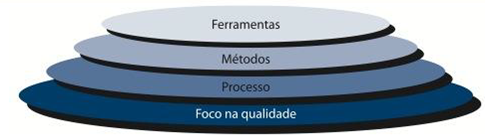 Ferramentas
Métodos
Processo
Foco na qualidade